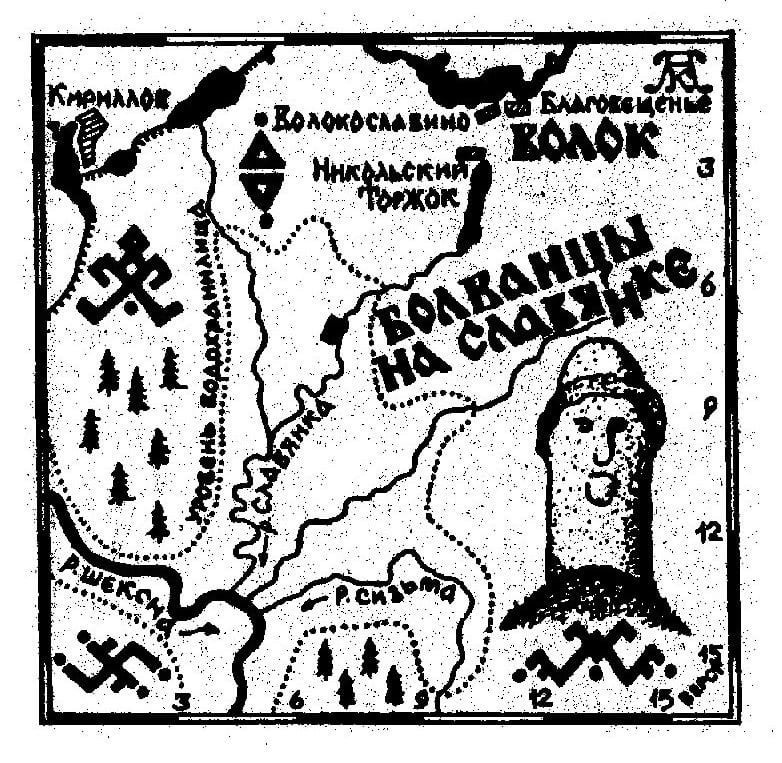 Кириллов
Волокославино
Благовещенье
Волок
Никольский
Торжок
3
Болванцы
на Славянке
6
9
12
Уровень водохранилища
р. Славянка
р. Шексна
р. Сизьма
3
6
9
12
15
15
Версты